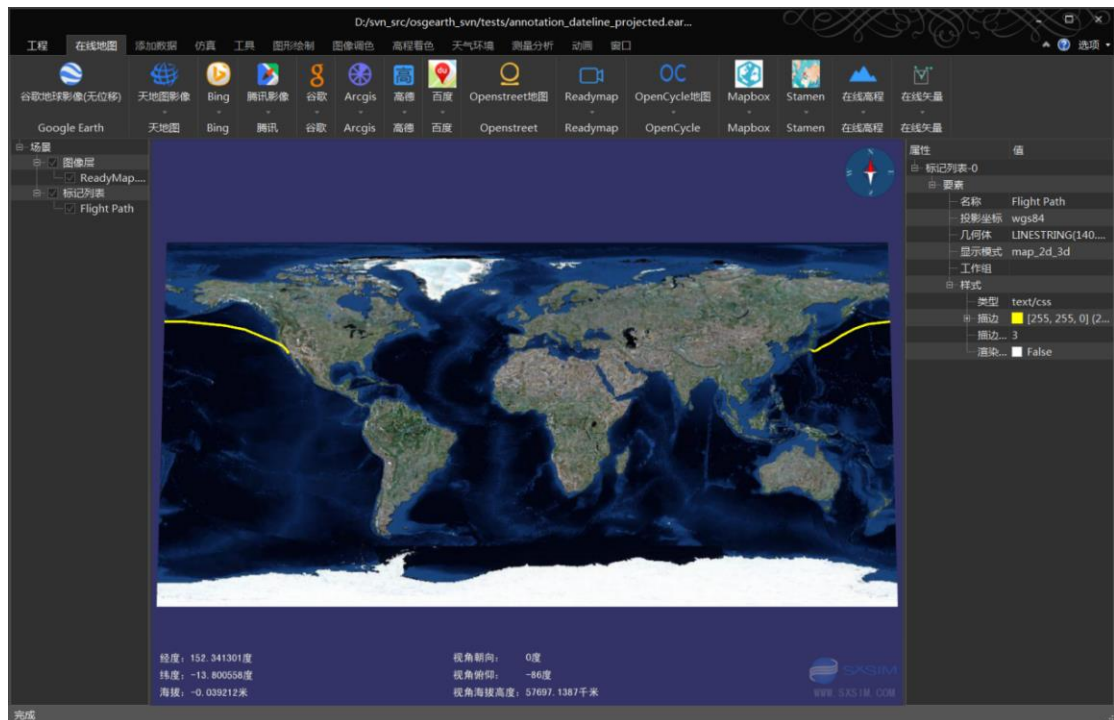 D:/svn_src/osgearth_svn/tests/annotation_dateline_projected.ear...
工程 在线地图 添加数据 仿真 工具 图形绘制 图像调色 高程着色 天气环境 测量分析 动画 窗口 选项
谷歌地球影像(无位移) 天地图影像 Bing 腾讯影像 谷歌 Arcgis 高德 百度 Openstreet地图 Readymap OpenCycle地图 Mapbox Stamen 在线高程 在线矢量
Google Earth 天地图 Bing 腾讯 谷歌 Arcgis 高德 百度 Openstreet Readymap OpenCycle Mapbox Stamen 在线高程 在线矢量
场景
图像层
ReadyMap....
标记列表
Flight Path
属性 值
标记列表-0
要素
名称 Flight Path
投影坐标 wgs84
几何体 LINESTRING(140....
显示模式 map_2d_3d
工作组
样式
类型 text/css
描边 [255, 255, 0] (2...
描边... 3
渲染... False
经度: 152.341301度 视角朝向: 0度
纬度: -13.800558度 视角俯仰: -86度
海拔: -0.039212米 视角海拔高度: 57697.1387千米
SXSIM
WWW.SXSIM.COM
完成